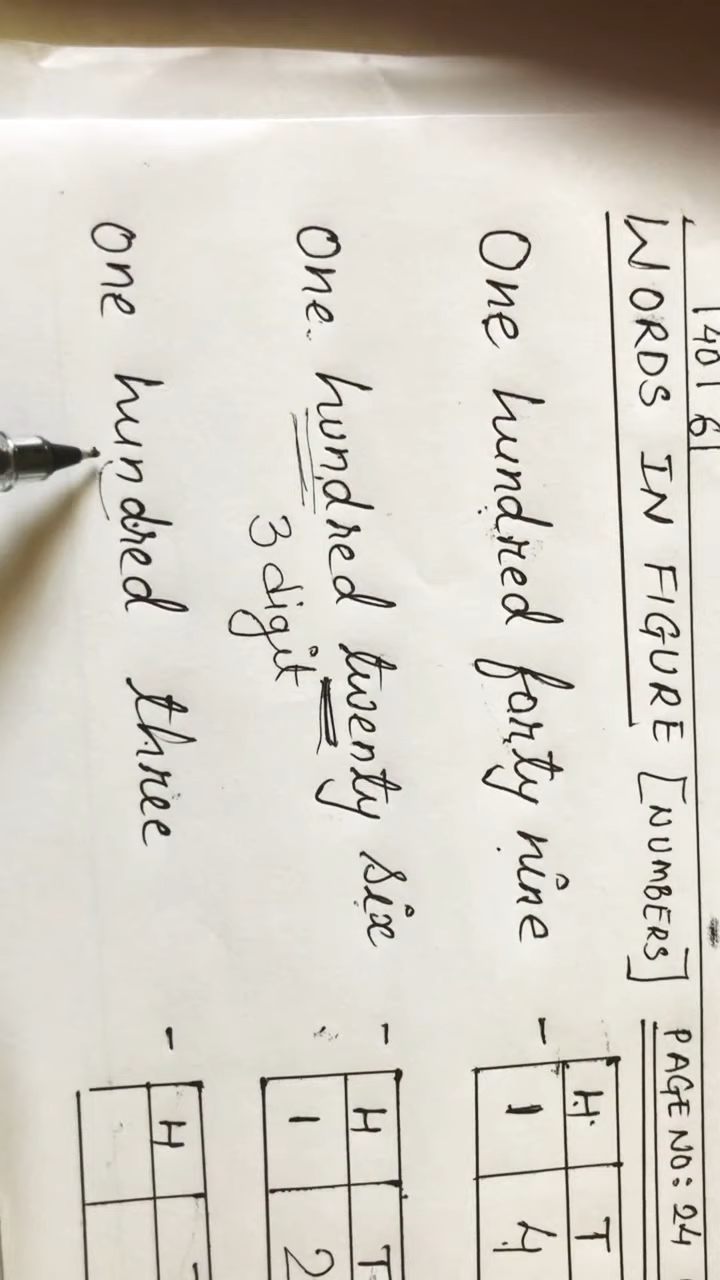 140 | 6 |
WORDS IN FIGURE [NUMBERS] PAGE NO: 24
One hundred forty nine - H T
1 4
One hundred twenty six - H T
3 digit 1 2
One hundred three - H